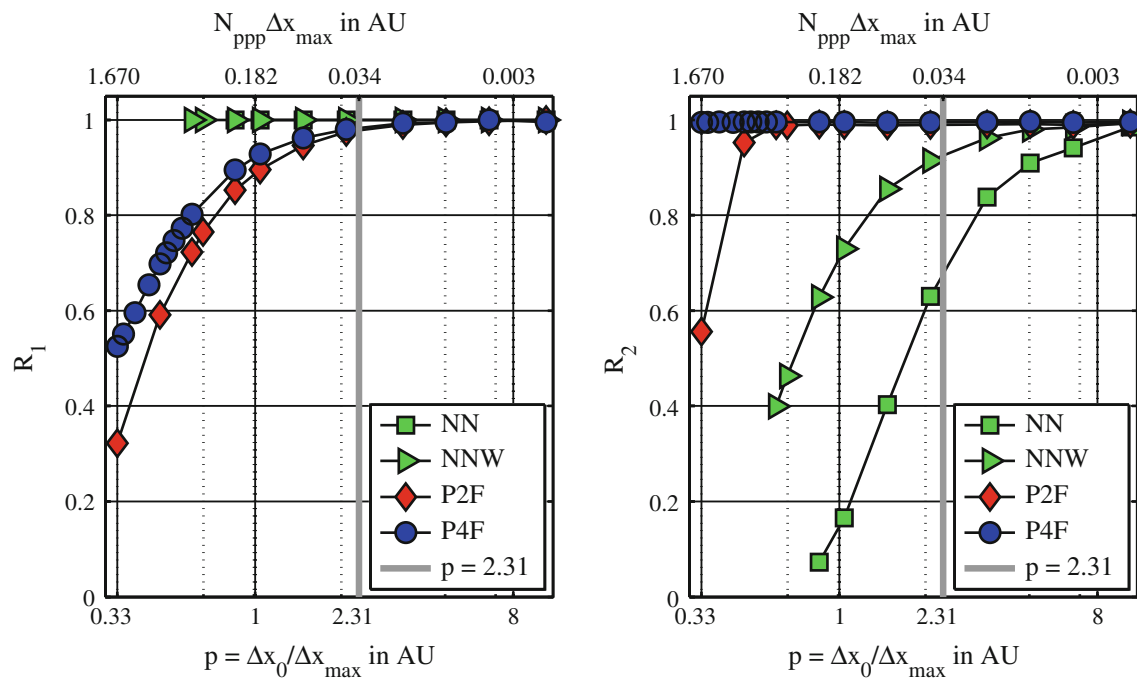 N_ppp Δx_max in AU
1.670 0.182 0.034 0.003
R_1
1
0.8
0.6
0.4
0.2
0
NN
NNW
P2F
P4F
p = 2.31
0.33 1 2.31 8
p = Δx_0/Δx_max in AU
N_ppp Δx_max in AU
1.670 0.182 0.034 0.003
R_2
1
0.8
0.6
0.4
0.2
0
NN
NNW
P2F
P4F
p = 2.31
0.33 1 2.31 8
p = Δx_0/Δx_max in AU